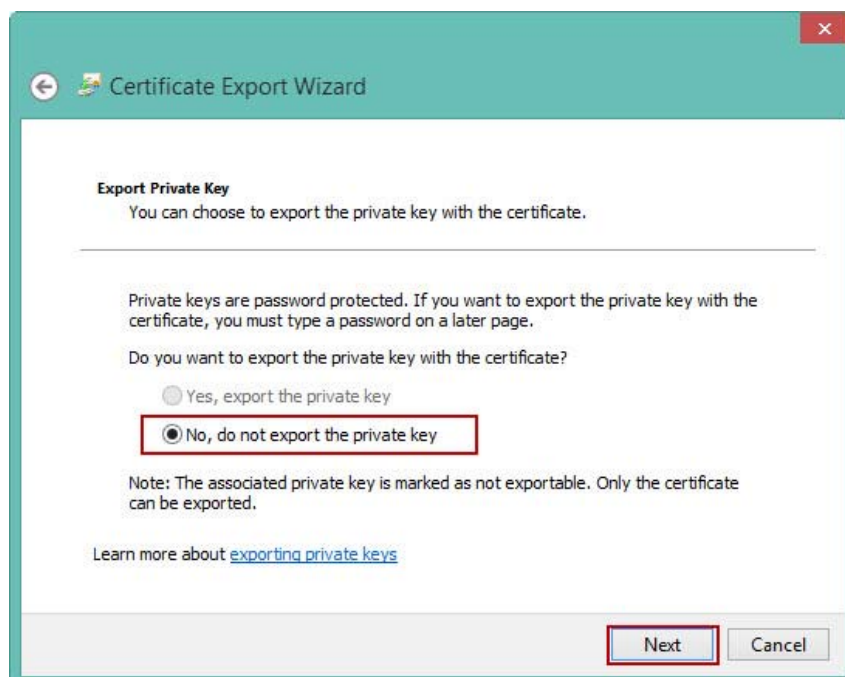 Certificate Export Wizard
Export Private Key
You can choose to export the private key with the certificate.
Private keys are password protected. If you want to export the private key with the
certificate, you must type a password on a later page.
Do you want to export the private key with the certificate?
Yes, export the private key
No, do not export the private key
Note: The associated private key is marked as not exportable. Only the certificate
can be exported.
Learn more about exporting private keys
Next Cancel